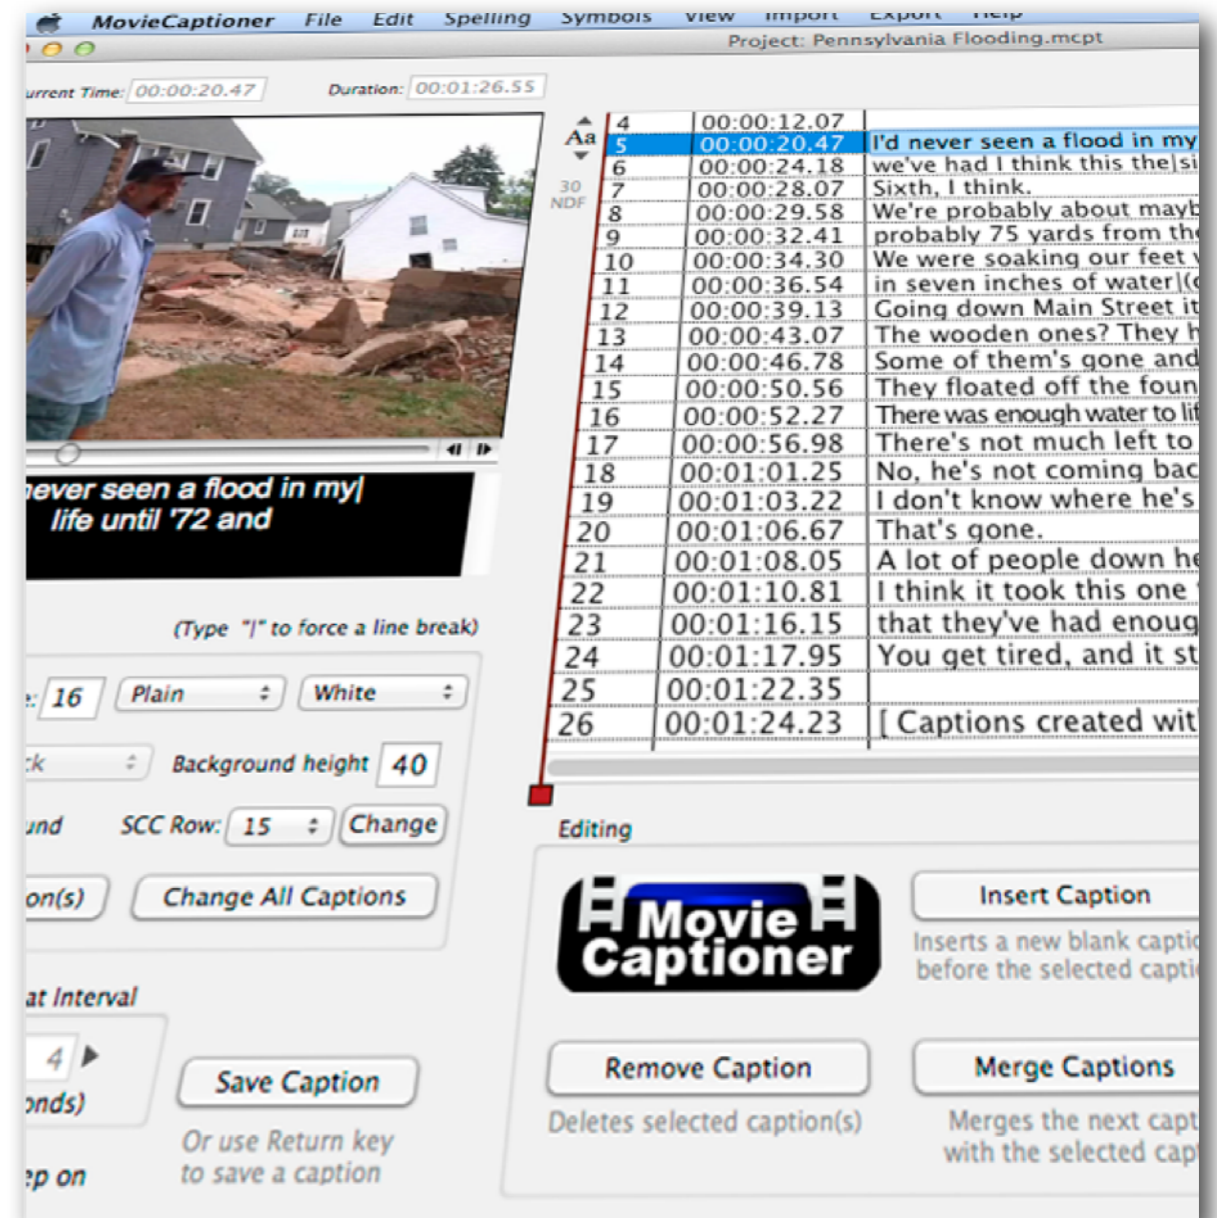 MovieCaptioner File Edit Spelling Symbols View Import Export Help
Project: Pennsylvania Flooding.mcpt
urrent Time: 00:00:20.47 Duration: 00:01:26.55
Aa
30
NDF
4 00:00:12.07
5 00:00:20.47 I'd never seen a flood in my
6 00:00:24.18 we've had I think this the|si
7 00:00:28.07 Sixth, I think.
8 00:00:29.58 We're probably about mayb
9 00:00:32.41 probably 75 yards from the
10 00:00:34.30 We were soaking our feet
11 00:00:36.54 in seven inches of water|(
12 00:00:39.13 Going down Main Street it
13 00:00:43.07 The wooden ones? They h
14 00:00:46.78 Some of them's gone and
15 00:00:50.56 They floated off the foun
16 00:00:52.27 There was enough water to lif
17 00:00:56.98 There's not much left to
18 00:01:01.25 No, he's not coming bac
19 00:01:03.22 I don't know where he's
20 00:01:06.67 That's gone.
21 00:01:08.05 A lot of people down he
22 00:01:10.81 I think it took this one
23 00:01:16.15 that they've had enoug
24 00:01:17.95 You get tired, and it st
25 00:01:22.35
26 00:01:24.23 [ Captions created wit
never seen a flood in my|
life until '72 and
(Type "|" to force a line break)
e: 16 Plain White
ck Background height 40
und SCC Row: 15 Change
on(s) Change All Captions
at Interval
4
onds)
Save Caption
Or use Return key
to save a caption
ep on
Editing
Movie
Captioner
Insert Caption
Inserts a new blank captio
before the selected capti
Remove Caption
Deletes selected caption(s)
Merge Captions
Merges the next capt
with the selected cap